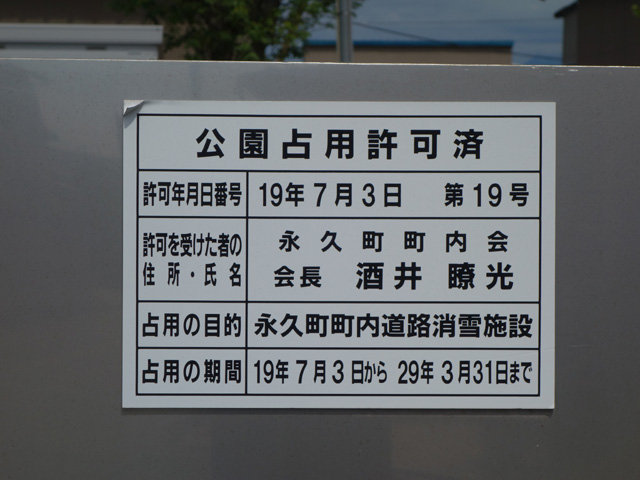 公園占用許可済
許可年月日番号 19年7月3日 第19号
許可を受けた者の 永久町町内会
住所・氏名 会長 酒井 瞭光
占用の目的 永久町町内道路消雪施設
占用の期間 19年7月3日から 29年3月31日まで